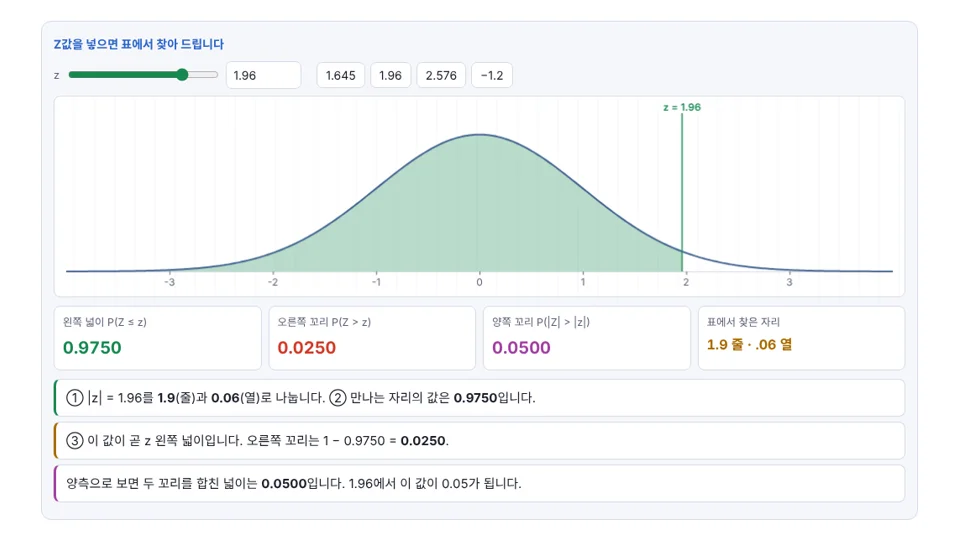 Z값을 넣으면 표에서 찾아 드립니다
z 1.96 1.645 1.96 2.576 −1.2
z = 1.96
-3 -2 -1 0 1 2 3
왼쪽 넓이 P(Z ≤ z)
0.9750
오른쪽 꼬리 P(Z > z)
0.0250
양쪽 꼬리 P(|Z| > |z|)
0.0500
표에서 찾은 자리
1.9 줄 · .06 열
① |z| = 1.96를 1.9(줄)과 0.06(열)로 나눕니다. ② 만나는 자리의 값은 0.9750입니다.
③ 이 값이 곧 z 왼쪽 넓이입니다. 오른쪽 꼬리는 1 − 0.9750 = 0.0250.
양측으로 보면 두 꼬리를 합친 넓이는 0.0500입니다. 1.96에서 이 값이 0.05가 됩니다.